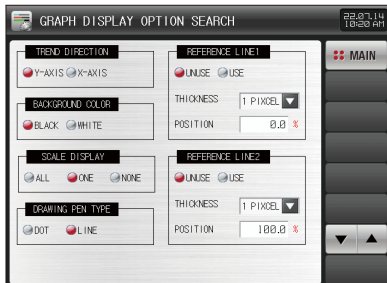 GRAPH DISPLAY OPTION SEARCH
22.07.14
10:20 AM
TREND DIRECTION
Y-AXIS X-AXIS
BACKGROUND COLOR
BLACK WHITE
SCALE DISPLAY
ALL ONE NONE
DRAWING PEN TYPE
DOT LINE
REFERENCE LINE1
UNUSE USE
THICKNESS 1 PIXCEL
POSITION 0.0 %
REFERENCE LINE2
UNUSE USE
THICKNESS 1 PIXCEL
POSITION 100.0 %
MAIN